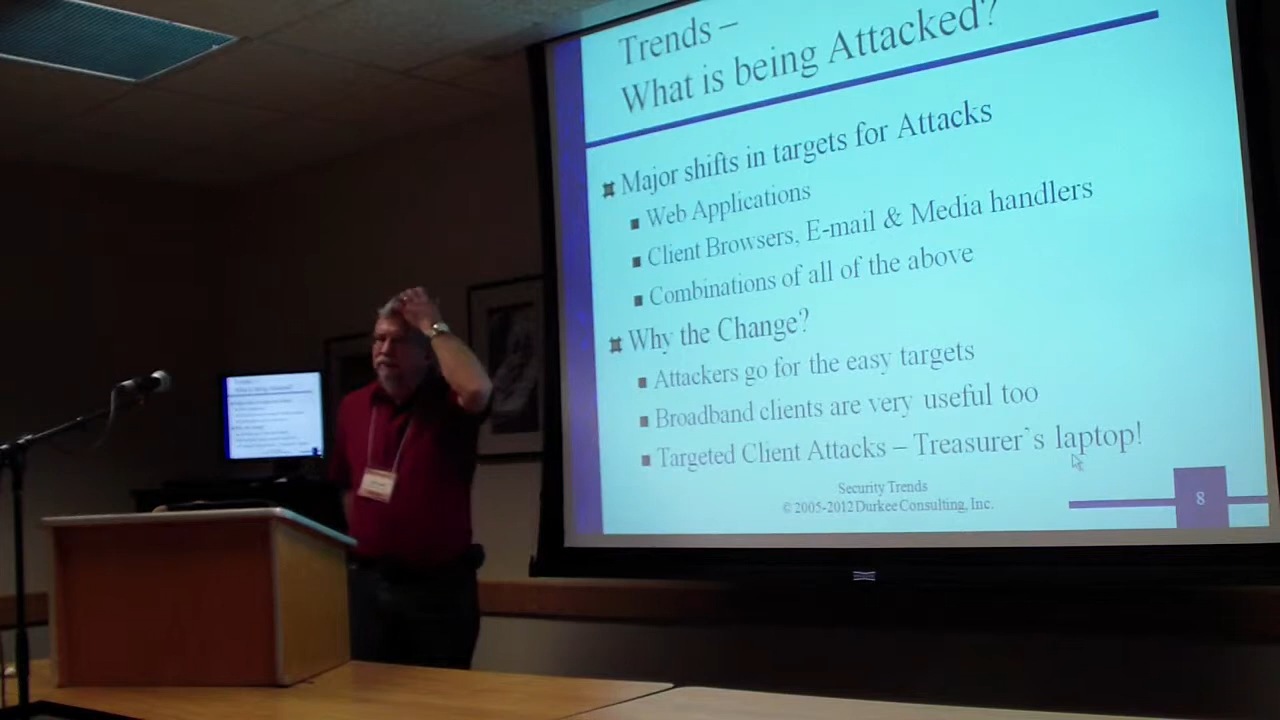 Trends –
What is being Attacked?
Major shifts in targets for Attacks
Web Applications
Client Browsers, E-mail & Media handlers
Combinations of all of the above
Why the Change?
Attackers go for the easy targets
Broadband clients are very useful too
Targeted Client Attacks – Treasurer`s laptop!
Security Trends
© 2005-2012 Durkee Consulting, Inc.
8